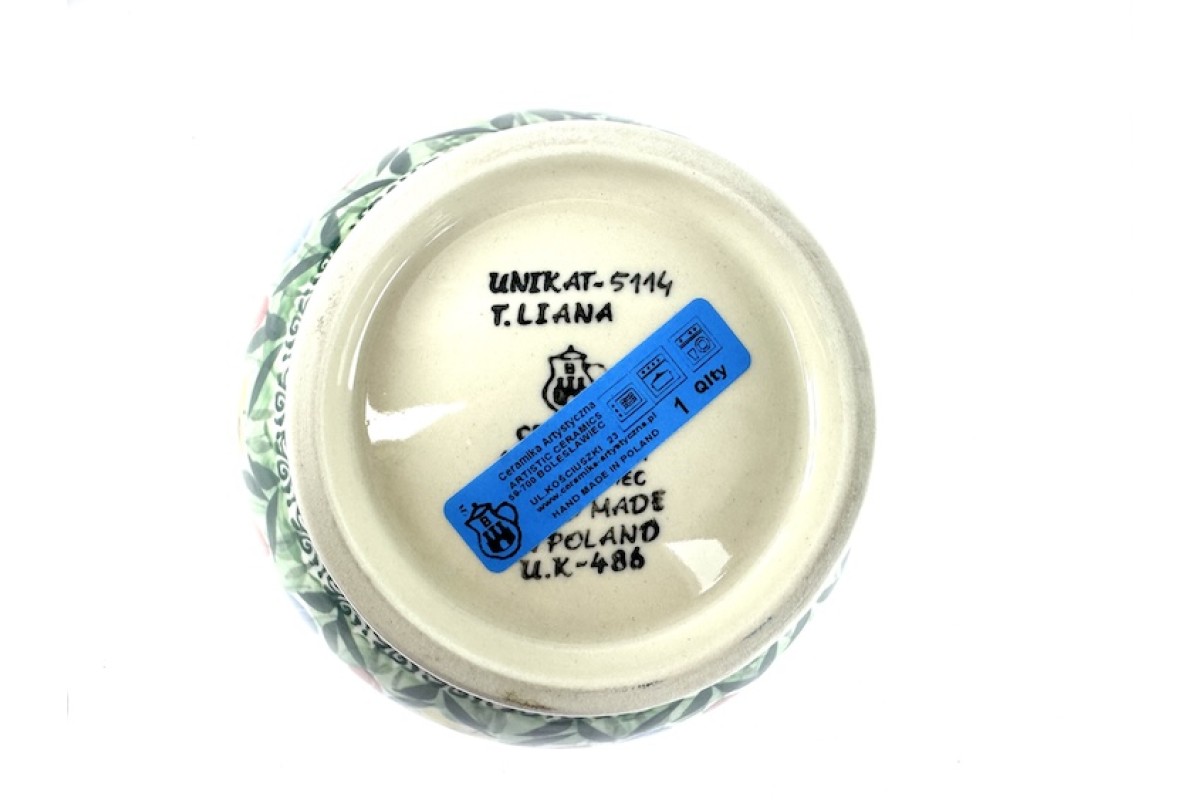 UNIKAT-5114
T.LIANA
B
Ceramika Artystyczna
ARTISTIC CERAMICS
59-700 BOLESŁAWIEC
UL.KOŚCIUSZKI 23
www.ceramika-artystyczna.pl
HAND MADE IN POLAND
1 Qlty
B
MADE
POLAND
U.K-486